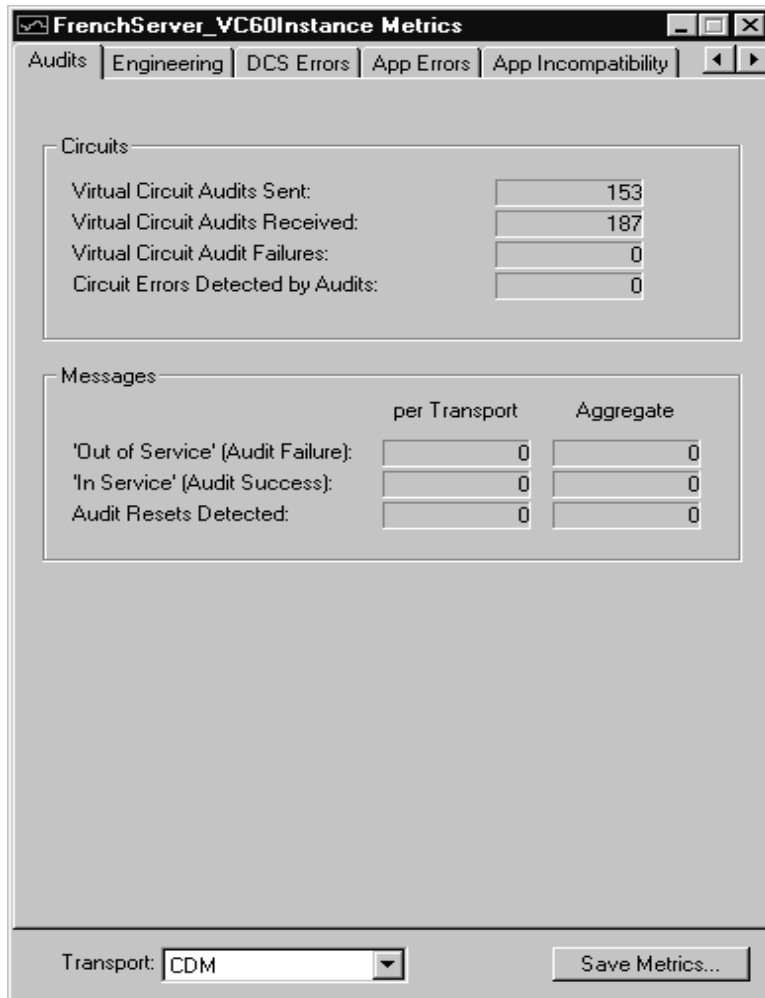 FrenchServer_VC60Instance Metrics
Audits Engineering DCS Errors App Errors App Incompatibility
Circuits
Virtual Circuit Audits Sent: 153
Virtual Circuit Audits Received: 187
Virtual Circuit Audit Failures: 0
Circuit Errors Detected by Audits: 0
Messages
per Transport Aggregate
'Out of Service' (Audit Failure): 0 0
'In Service' (Audit Success): 0 0
Audit Resets Detected: 0 0
Transport: CDM Save Metrics...